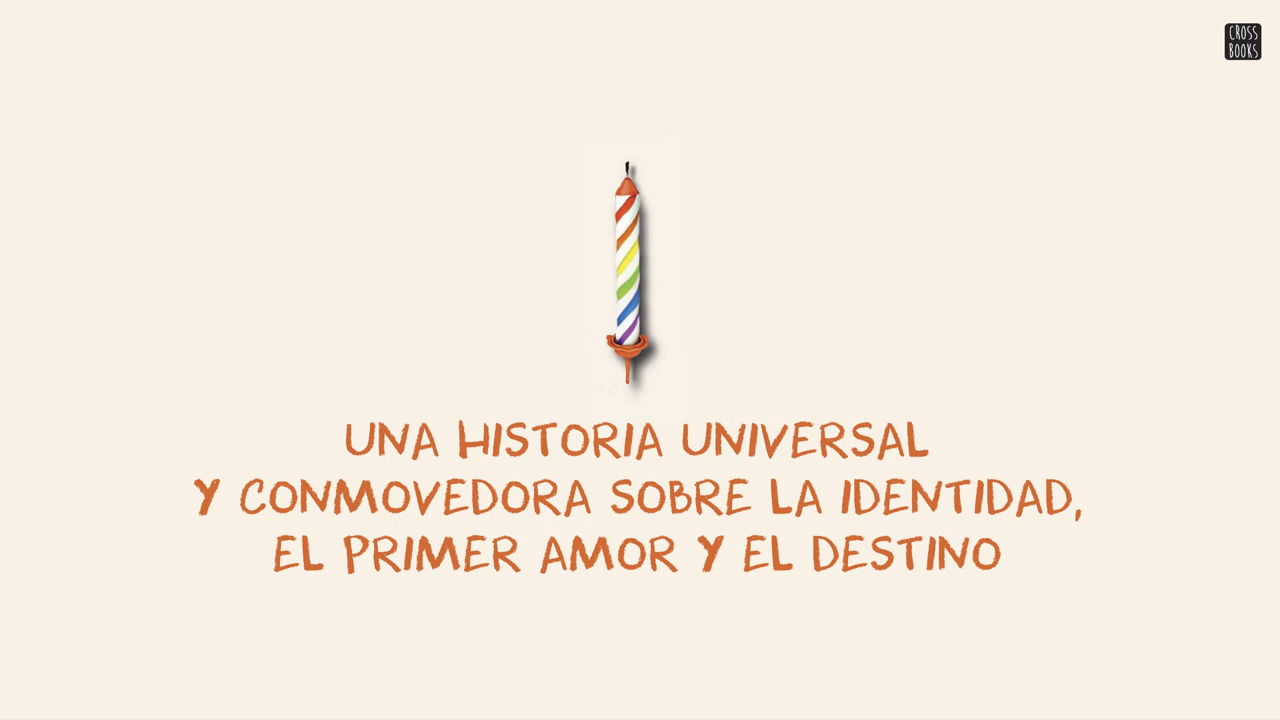 CROSS
BOOKS
UNA HISTORIA UNIVERSAL
Y CONMOVEDORA SOBRE LA IDENTIDAD,
EL PRIMER AMOR Y EL DESTINO